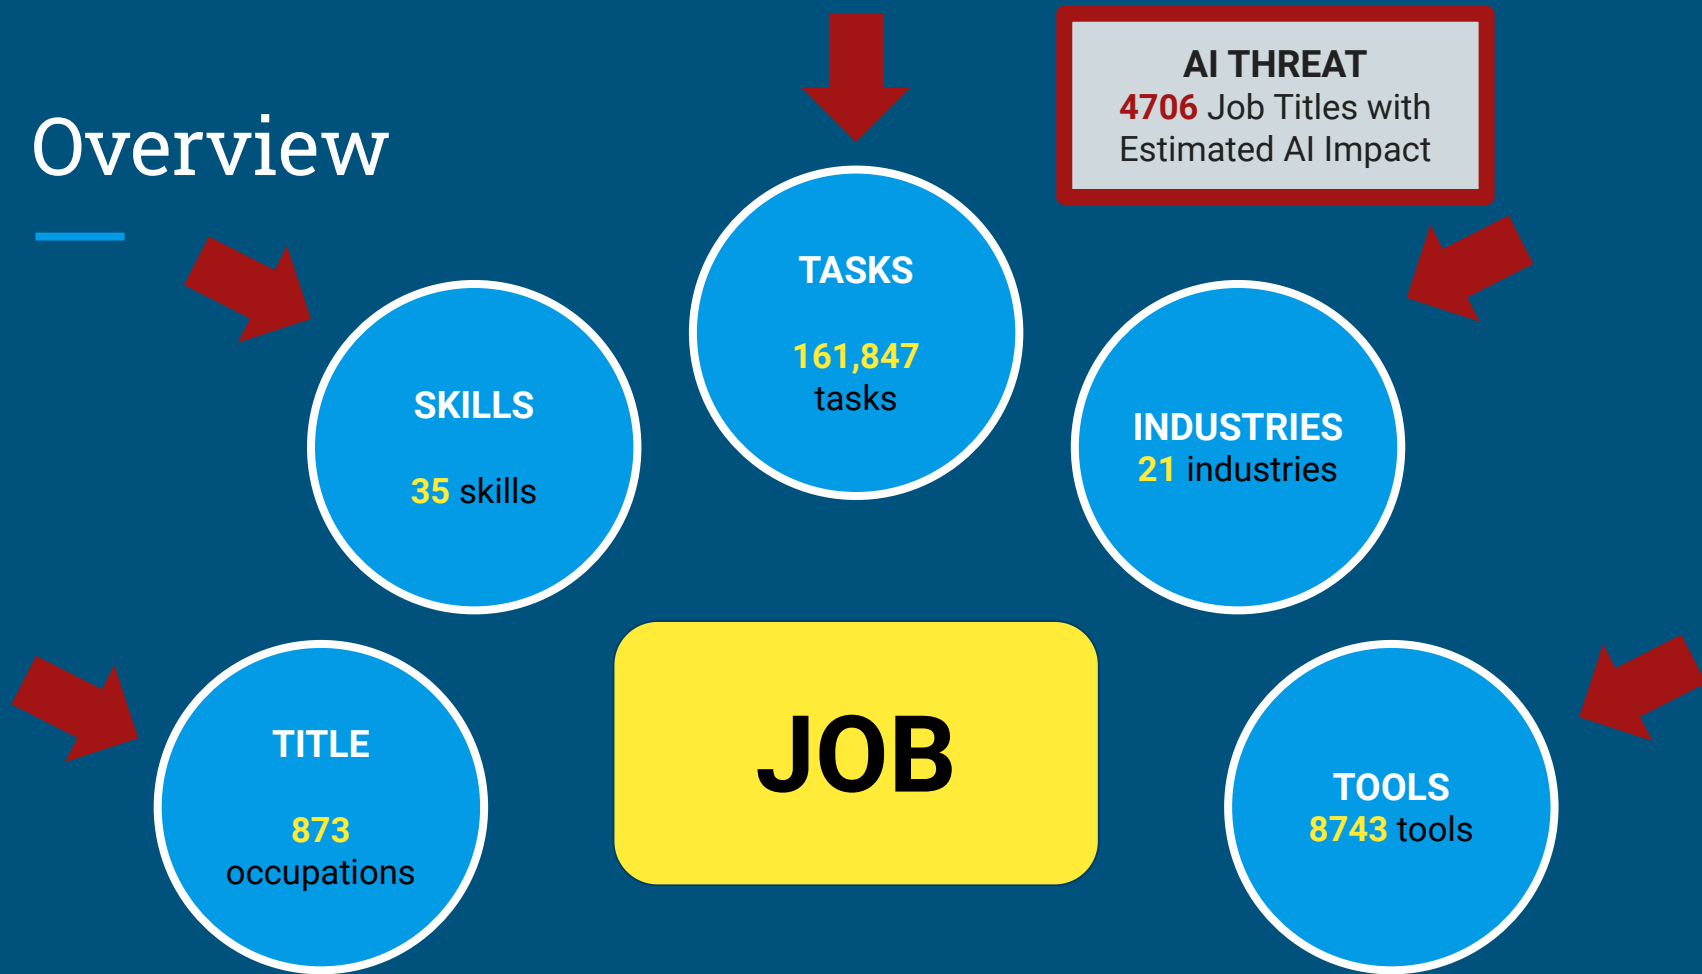 Overview
AI THREAT
4706 Job Titles with
Estimated AI Impact
TASKS
161,847
tasks
SKILLS
35 skills
INDUSTRIES
21 industries
TITLE
873
occupations
JOB
TOOLS
8743 tools